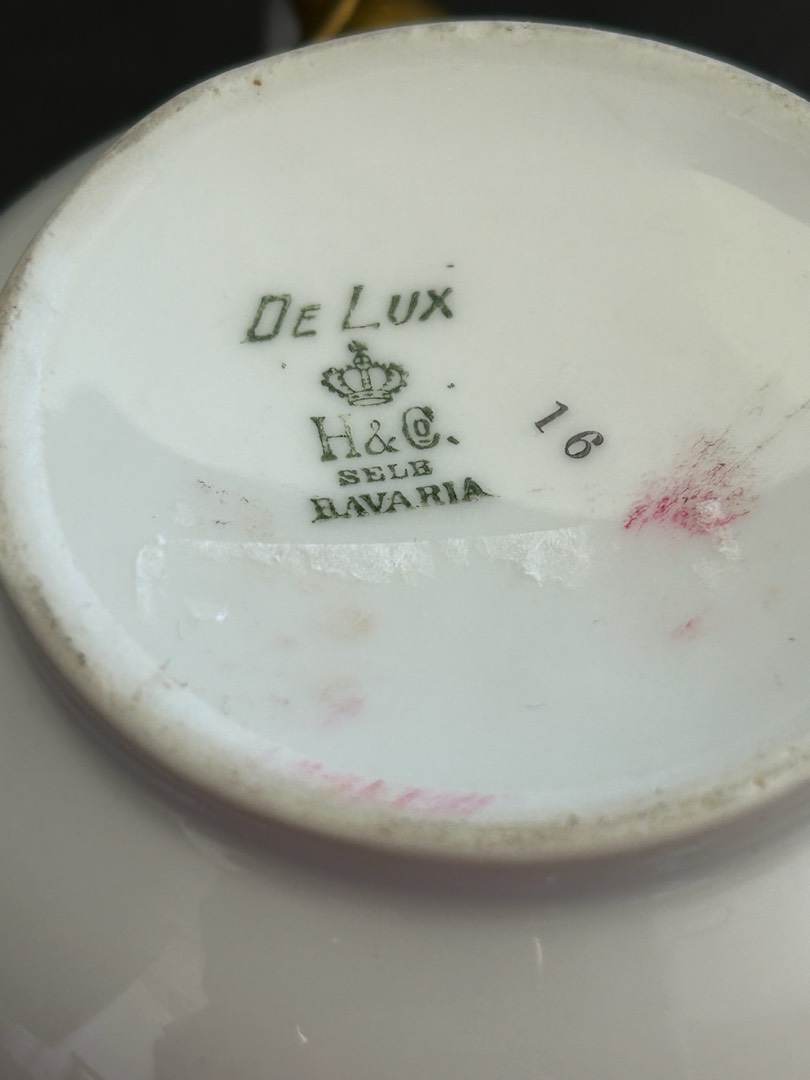 DE LUX
H & Co.
SELB
BAVARIA
16